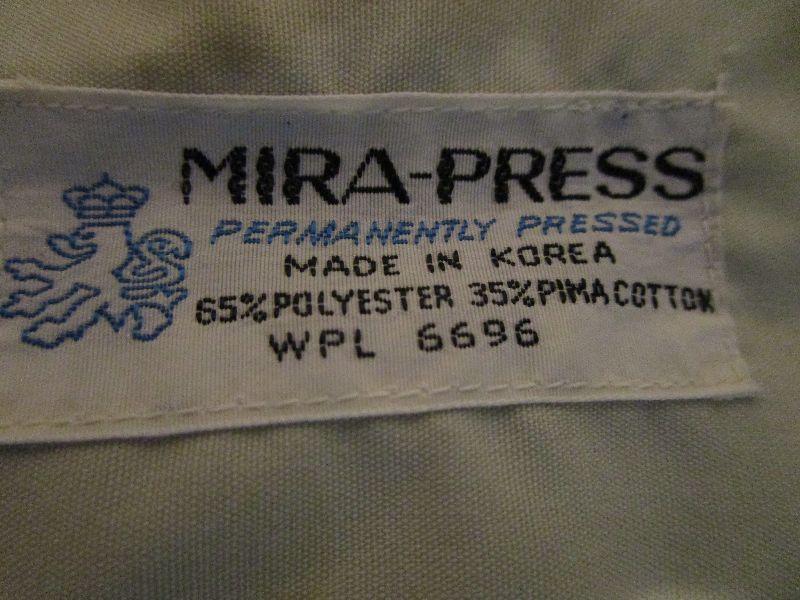 MIRA-PRESS
PERMANENTLY PRESSED
MADE IN KOREA
65% POLYESTER 35% PIMA COTTON
WPL 6696